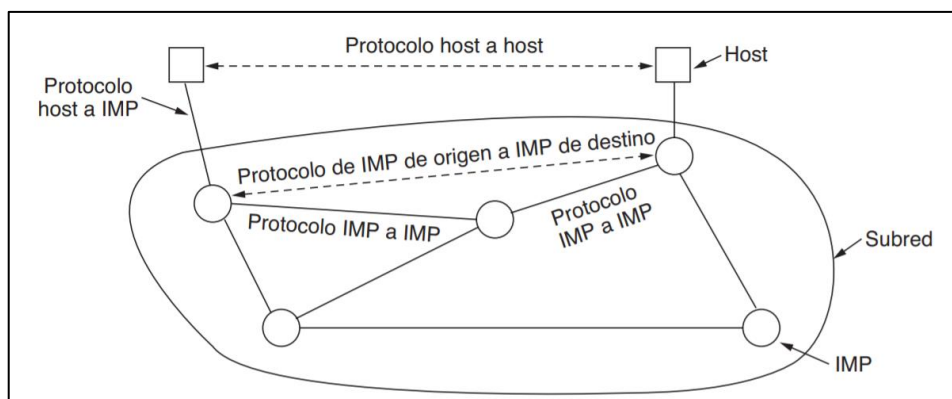 Protocolo host a host
Host
Protocolo
host a IMP
Protocolo de IMP de origen a IMP de destino
Protocolo IMP a IMP
Protocolo
IMP a IMP
Subred
IMP